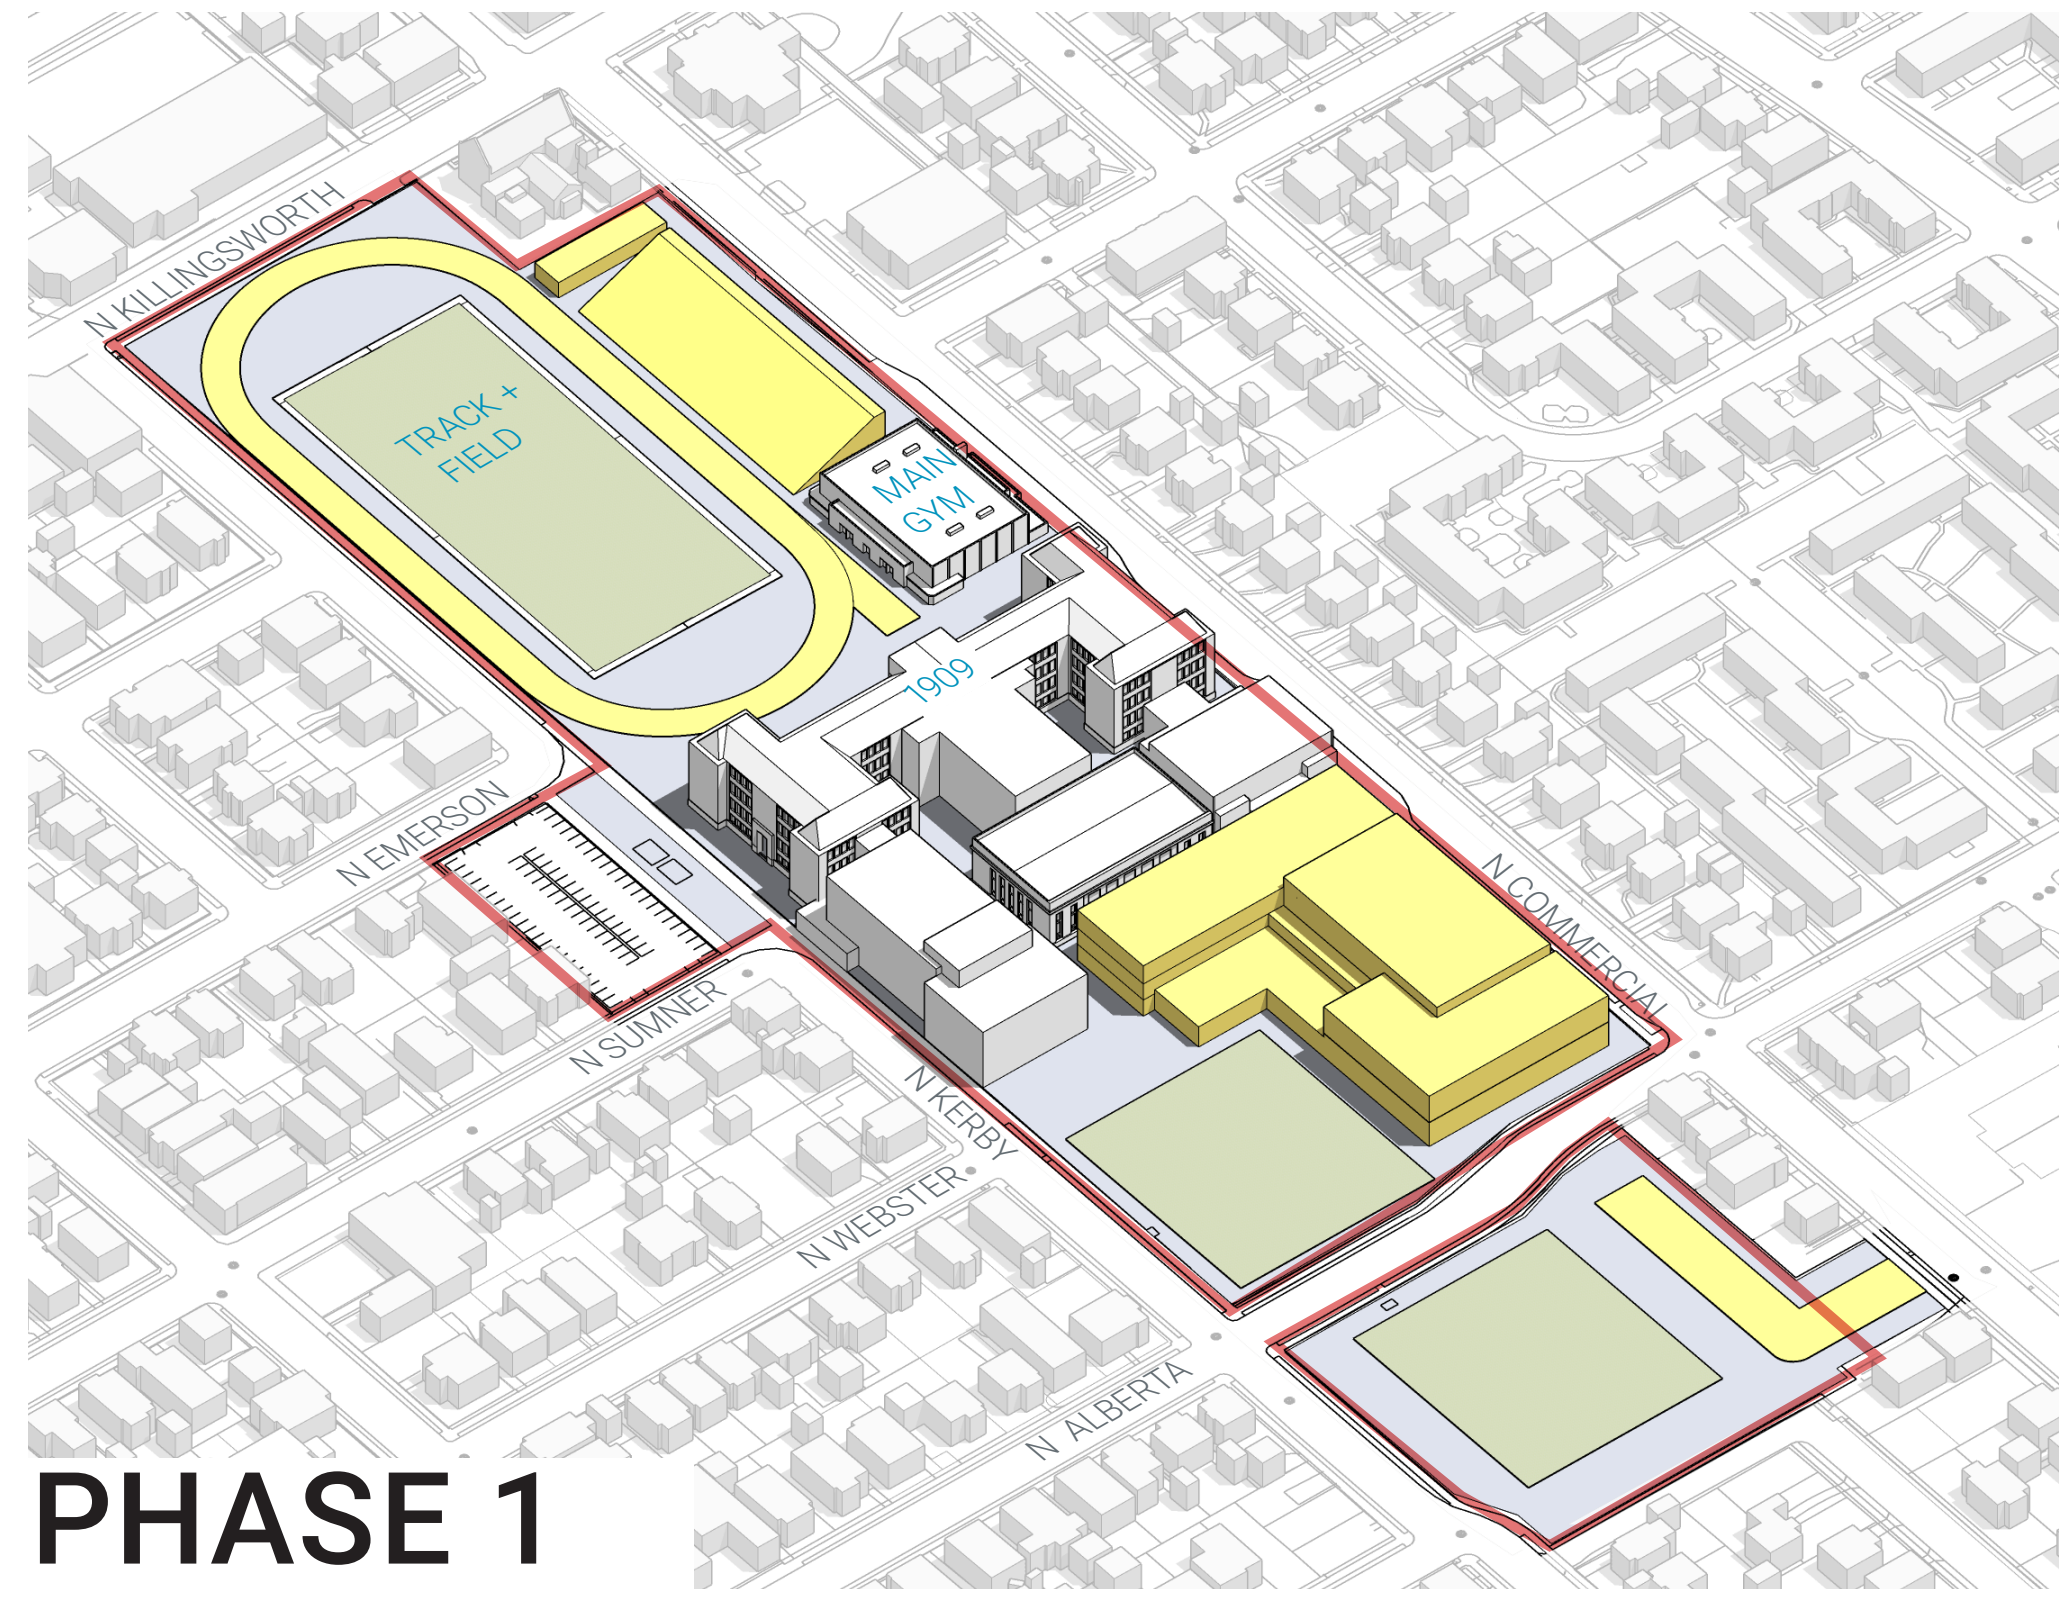 N KILLINGSWORTH
TRACK +
FIELD
MAIN
GYM
1909
N EMERSON
N COMMERCIAL
N SUMNER
N KERBY
N WEBSTER
N ALBERTA
PHASE 1